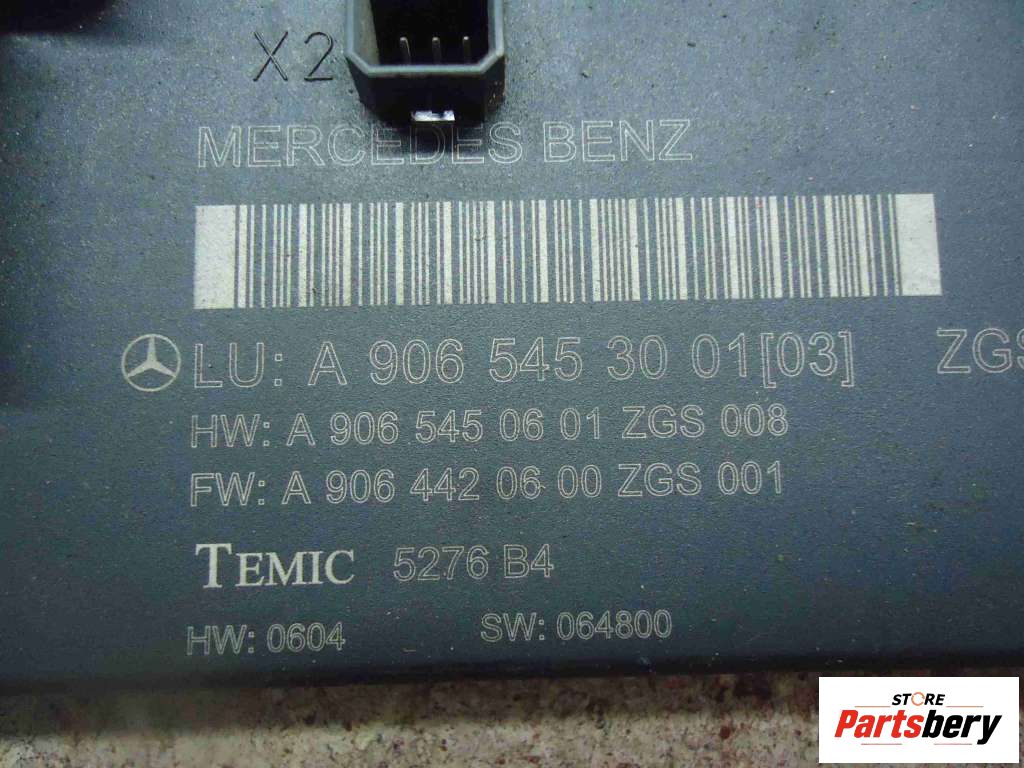 X2
MERCEDES BENZ
LU: A 906 545 30 01[03] ZGS
HW: A 906 545 06 01 ZGS 008
FW: A 906 442 06 00 ZGS 001
TEMIC 5276 B4
HW: 0604 SW: 064800
STORE
Partsbery